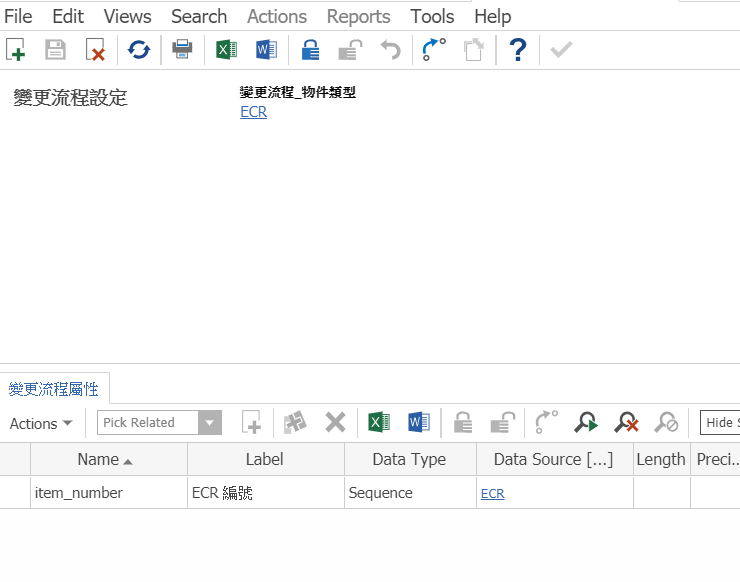 File Edit Views Search Actions Reports Tools Help
變更流程設定
變更流程_物件類型
ECR
變更流程屬性
Actions Pick Related Hide S
Name Label Data Type Data Source [...] Length Preci...
item_number ECR 編號 Sequence ECR